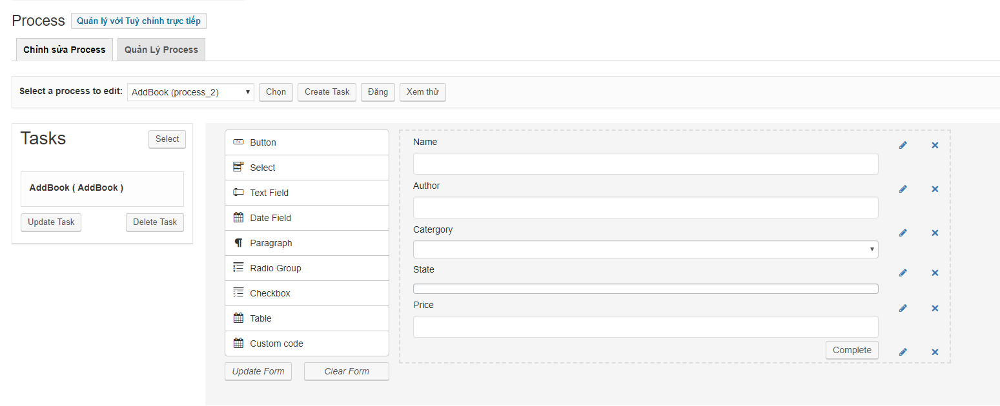 Process Quản lý với Tuỳ chỉnh trực tiếp
Chỉnh sửa Process Quản Lý Process
Select a process to edit: AddBook (process_2) Chọn Create Task Đăng Xem thử
Tasks Select
AddBook ( AddBook )
Update Task Delete Task
Button
Select
Text Field
Date Field
Paragraph
Radio Group
Checkbox
Table
Custom code
Update Form Clear Form
Name
Author
Catergory
State
Price
Complete